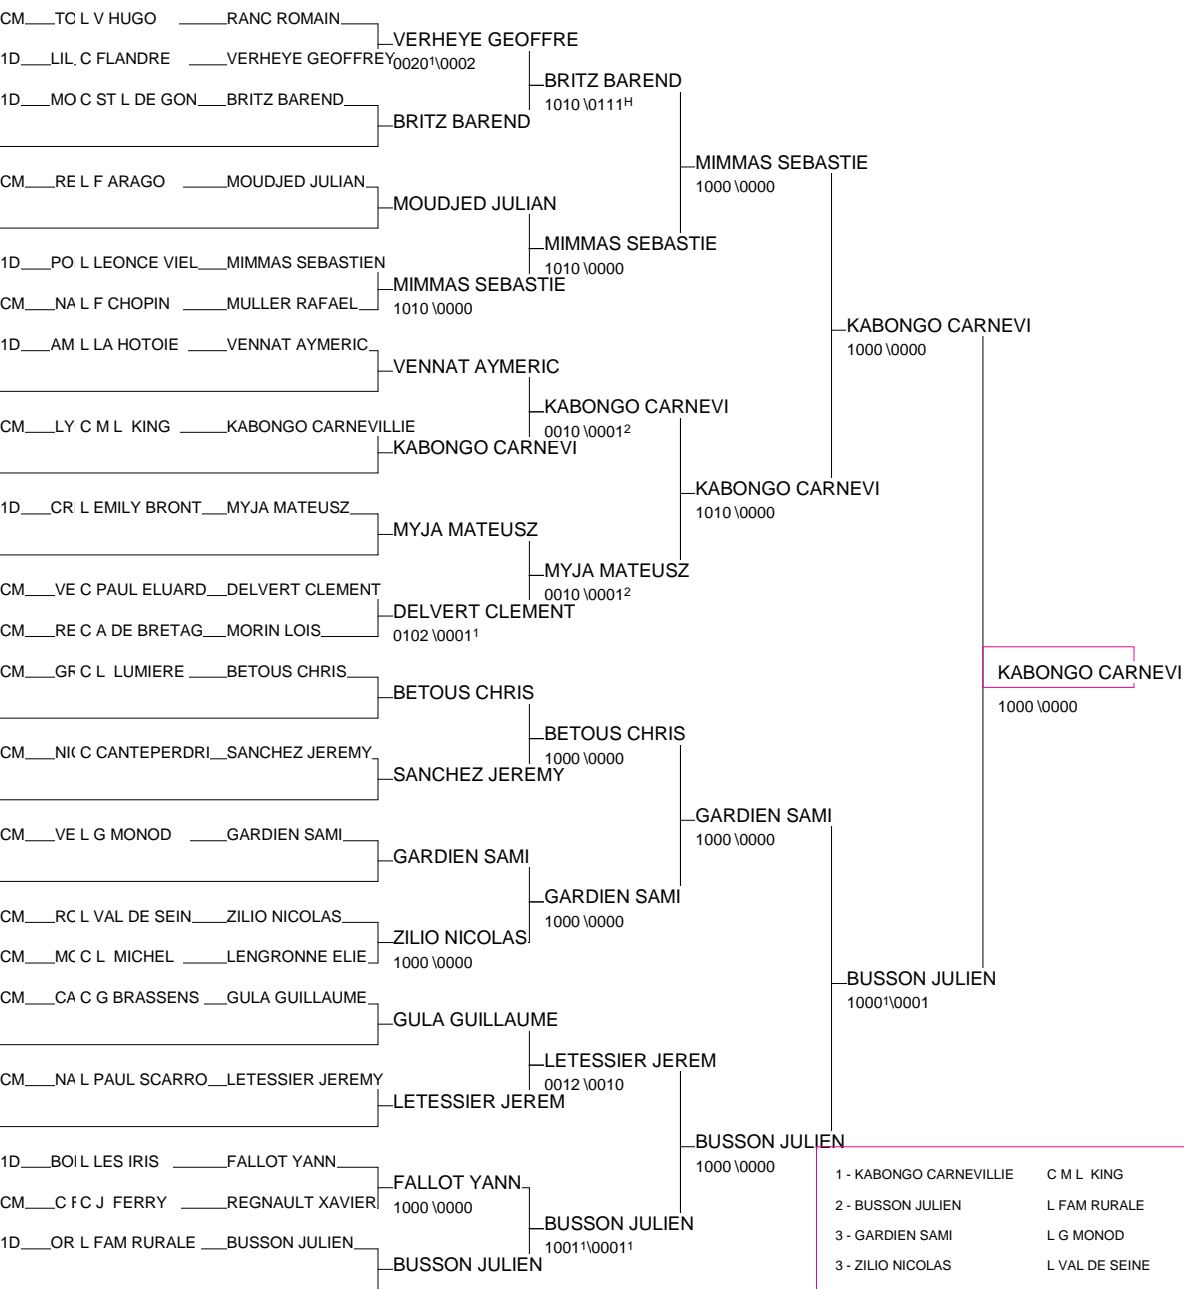 CM TO L V HUGO RANC ROMAIN
VERHEYE GEOFFRE
1D LIL C FLANDRE VERHEYE GEOFFREY
0020¹\0002
BRITZ BAREND
1D MO C ST L DE GON BRITZ BAREND
1010 \0111ᴴ
BRITZ BAREND
MIMMAS SEBASTIE
CM RE L F ARAGO MOUDJED JULIAN
1000 \0000
MOUDJED JULIAN
MIMMAS SEBASTIE
1D PO L LEONCE VIEL MIMMAS SEBASTIEN
1010 \0000
MIMMAS SEBASTIE
CM NA L F CHOPIN MULLER RAFAEL
1010 \0000
KABONGO CARNEVI
1D AM L LA HOTOIE VENNAT AYMERIC
1000 \0000
VENNAT AYMERIC
KABONGO CARNEVI
CM LY C M L KING KABONGO CARNEVILLIE
0010 \0001²
KABONGO CARNEVI
KABONGO CARNEVI
1D CR L EMILY BRONT MYJA MATEUSZ
1010 \0000
MYJA MATEUSZ
MYJA MATEUSZ
CM VE C PAUL ELUARD DELVERT CLEMENT
0010 \0001²
DELVERT CLEMENT
CM RE C A DE BRETAG MORIN LOIS
0102 \0001¹
CM GR C L LUMIERE BETOUS CHRIS
KABONGO CARNEVI
BETOUS CHRIS
1000 \0000
BETOUS CHRIS
CM NI C CANTEPERDRI SANCHEZ JEREMY
1000 \0000
SANCHEZ JEREMY
GARDIEN SAMI
CM VE L G MONOD GARDIEN SAMI
1000 \0000
GARDIEN SAMI
GARDIEN SAMI
CM RO L VAL DE SEIN ZILIO NICOLAS
1000 \0000
ZILIO NICOLAS
CM MO C L MICHEL LENGRONNE ELIE
1000 \0000
BUSSON JULIEN
CM CA C G BRASSENS GULA GUILLAUME
1000¹\0001
GULA GUILLAUME
LETESSIER JEREM
CM NA L PAUL SCARRO LETESSIER JEREMY
0012 \0010
LETESSIER JEREM
BUSSON JULIEN
1D BOI L LES IRIS FALLOT YANN
1000 \0000
1 - KABONGO CARNEVILLIE C M L KING
FALLOT YANN
CM C F C J FERRY REGNAULT XAVIER
1000 \0000
2 - BUSSON JULIEN L FAM RURALE
BUSSON JULIEN
3 - GARDIEN SAMI L G MONOD
1D OR L FAM RURALE BUSSON JULIEN
1001¹\0001¹
BUSSON JULIEN
3 - ZILIO NICOLAS L VAL DE SEINE